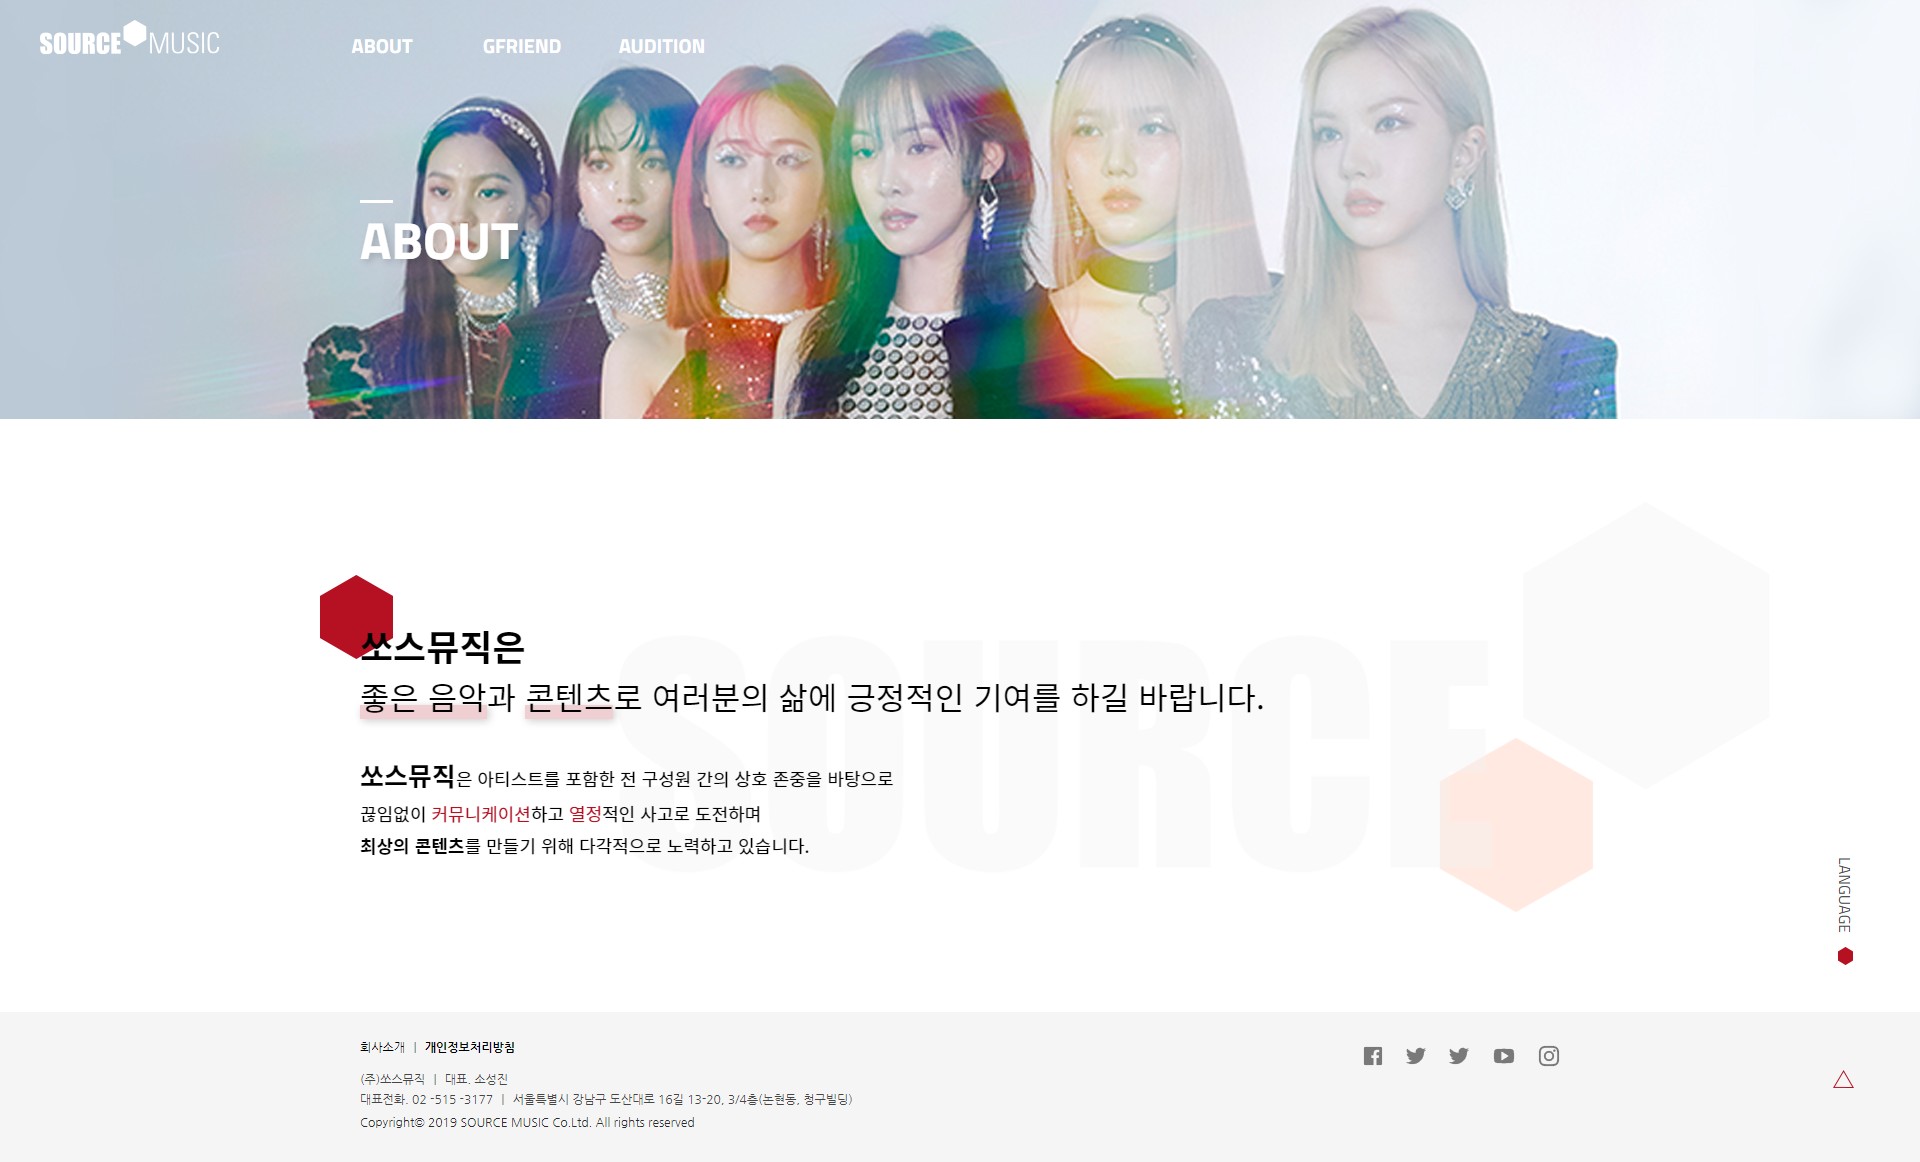 SOURCE MUSIC
ABOUT GFRIEND AUDITION
ABOUT
SOURCE
쏘스뮤직은
좋은 음악과 콘텐츠로 여러분의 삶에 긍정적인 기여를 하길 바랍니다.
쏘스뮤직은 아티스트를 포함한 전 구성원 간의 상호 존중을 바탕으로
끊임없이 커뮤니케이션하고 열정적인 사고로 도전하며
최상의 콘텐츠를 만들기 위해 다각적으로 노력하고 있습니다.
LANGUAGE
회사소개 | 개인정보처리방침
(주)쏘스뮤직 | 대표. 소성진
대표전화. 02 -515 -3177 | 서울특별시 강남구 도산대로 16길 13-20, 3/4층(논현동, 청구빌딩)
Copyright© 2019 SOURCE MUSIC Co.Ltd. All rights reserved